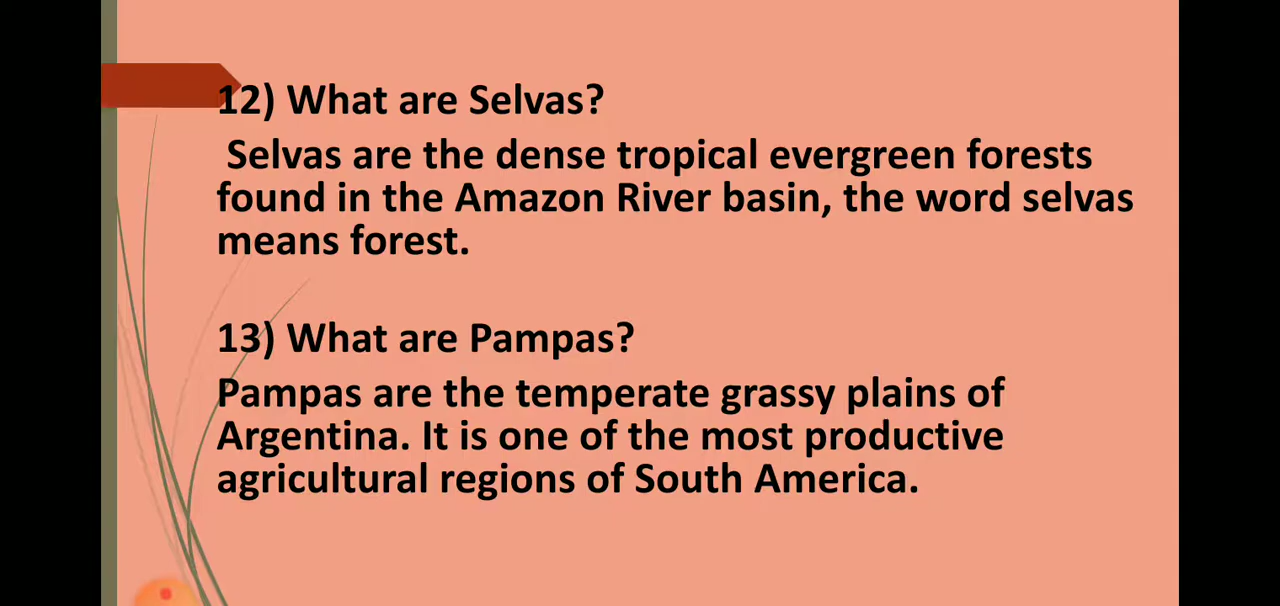 12) What are Selvas?
Selvas are the dense tropical evergreen forests
found in the Amazon River basin, the word selvas
means forest.
13) What are Pampas?
Pampas are the temperate grassy plains of
Argentina. It is one of the most productive
agricultural regions of South America.